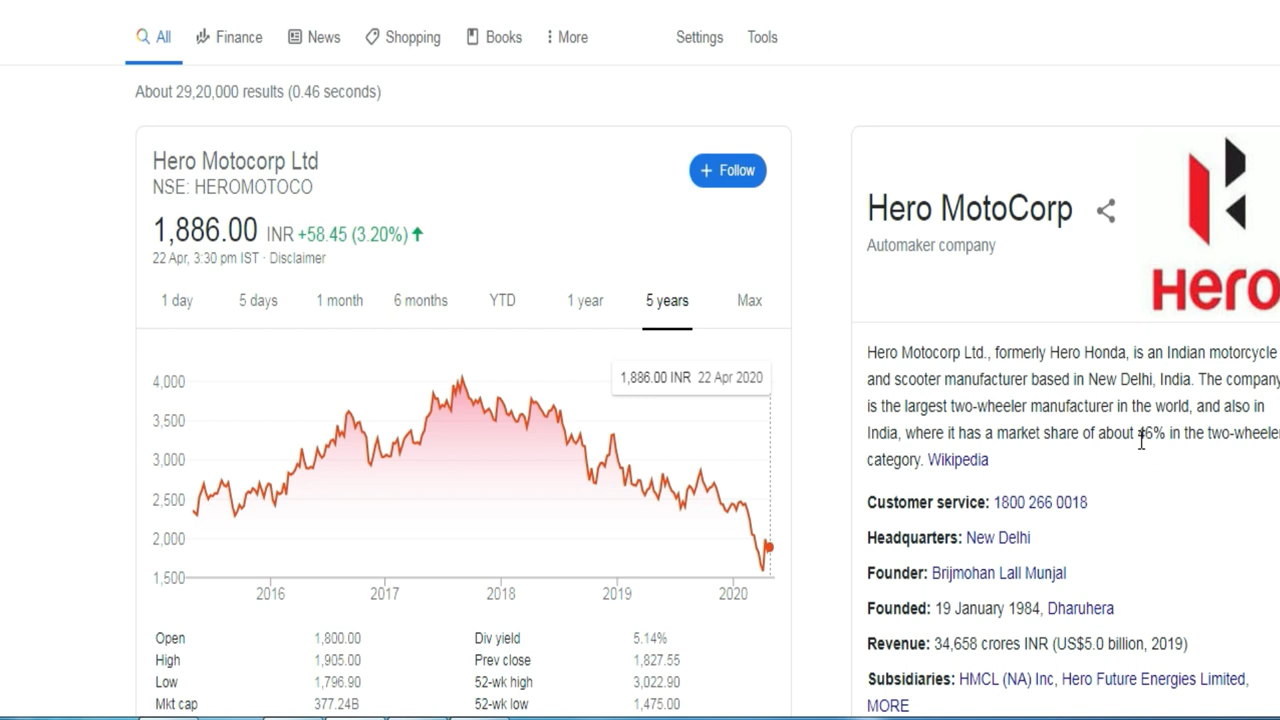 All Finance News Shopping Books More Settings Tools
About 29,20,000 results (0.46 seconds)
Hero Motocorp Ltd
NSE: HEROMOTOCO
+ Follow
1,886.00 INR +58.45 (3.20%)
22 Apr, 3:30 pm IST · Disclaimer
1 day 5 days 1 month 6 months YTD 1 year 5 years Max
1,886.00 INR 22 Apr 2020
4,000
3,500
3,000
2,500
2,000
1,500
2016 2017 2018 2019 2020
Open 1,800.00 Div yield 5.14%
High 1,905.00 Prev close 1,827.55
Low 1,796.90 52-wk high 3,022.90
Mkt cap 377.24B 52-wk low 1,475.00
Hero MotoCorp
Automaker company
Hero
Hero Motocorp Ltd., formerly Hero Honda, is an Indian motorcycle
and scooter manufacturer based in New Delhi, India. The company
is the largest two-wheeler manufacturer in the world, and also in
India, where it has a market share of about 46% in the two-wheeler
category. Wikipedia
Customer service: 1800 266 0018
Headquarters: New Delhi
Founder: Brijmohan Lall Munjal
Founded: 19 January 1984, Dharuhera
Revenue: 34,658 crores INR (US$5.0 billion, 2019)
Subsidiaries: HMCL (NA) Inc, Hero Future Energies Limited,
MORE